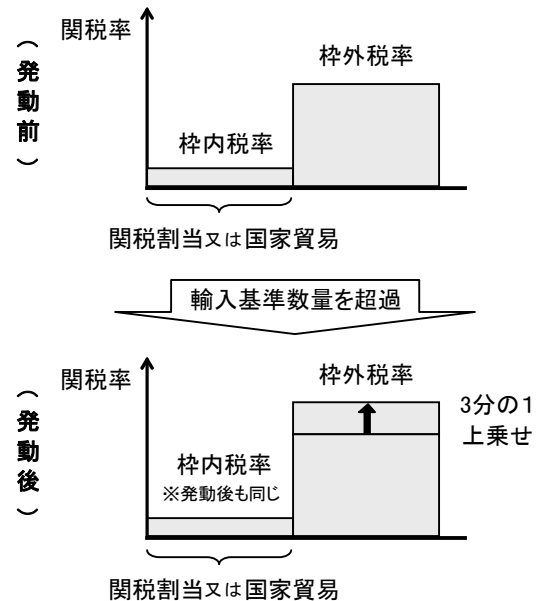 （発動前）
関税率
枠外税率
枠内税率
関税割当又は国家貿易
輸入基準数量を超過
（発動後）
関税率
枠外税率
3分の1
上乗せ
枠内税率
※発動後も同じ
関税割当又は国家貿易